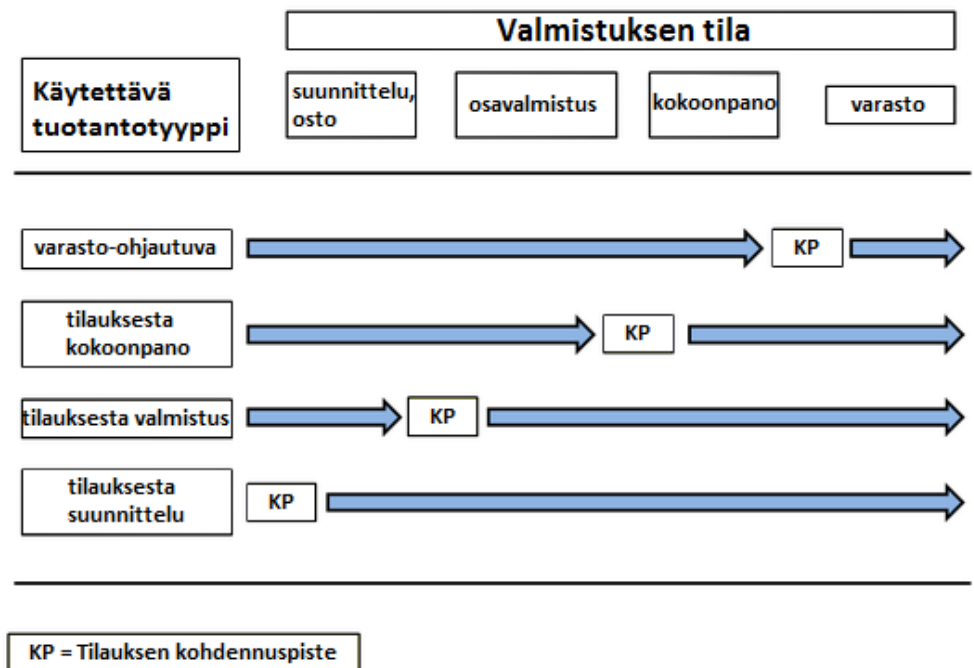 Valmistuksen tila
Käytettävä
tuotantotyyppi
suunnittelu,
osto
osavalmistus
kokoonpano
varasto
varasto-ohjautuva
KP
tilauksesta
kokoonpano
KP
tilauksesta valmistus
KP
tilauksesta
suunnittelu
KP
KP = Tilauksen kohdennuspiste